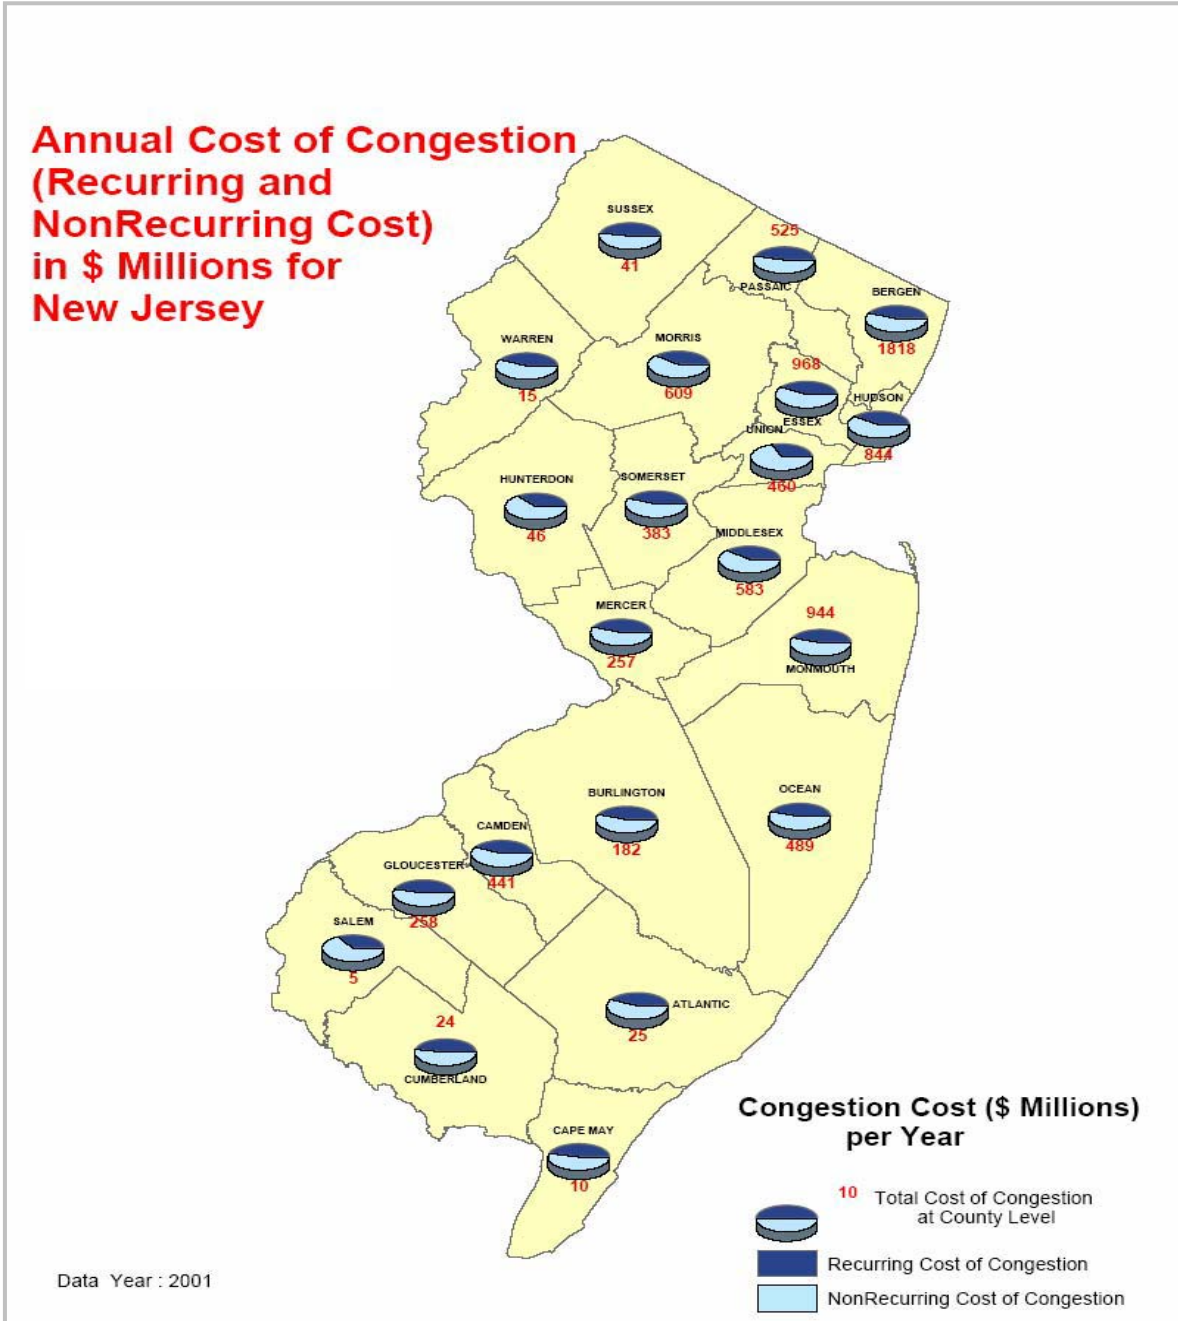 Annual Cost of Congestion
(Recurring and
NonRecurring Cost)
in $ Millions for
New Jersey
SUSSEX
41
525
PASSAIC
BERGEN
1818
WARREN
15
MORRIS
609
968
ESSEX
HUDSON
844
UNION
460
HUNTERDON
46
SOMERSET
383
MIDDLESEX
583
MERCER
257
944
MONMOUTH
BURLINGTON
182
OCEAN
489
CAMDEN
441
GLOUCESTER
258
SALEM
5
ATLANTIC
25
24
CUMBERLAND
CAPE MAY
10
Congestion Cost ($ Millions)
per Year
10 Total Cost of Congestion
at County Level
Recurring Cost of Congestion
NonRecurring Cost of Congestion
Data Year : 2001